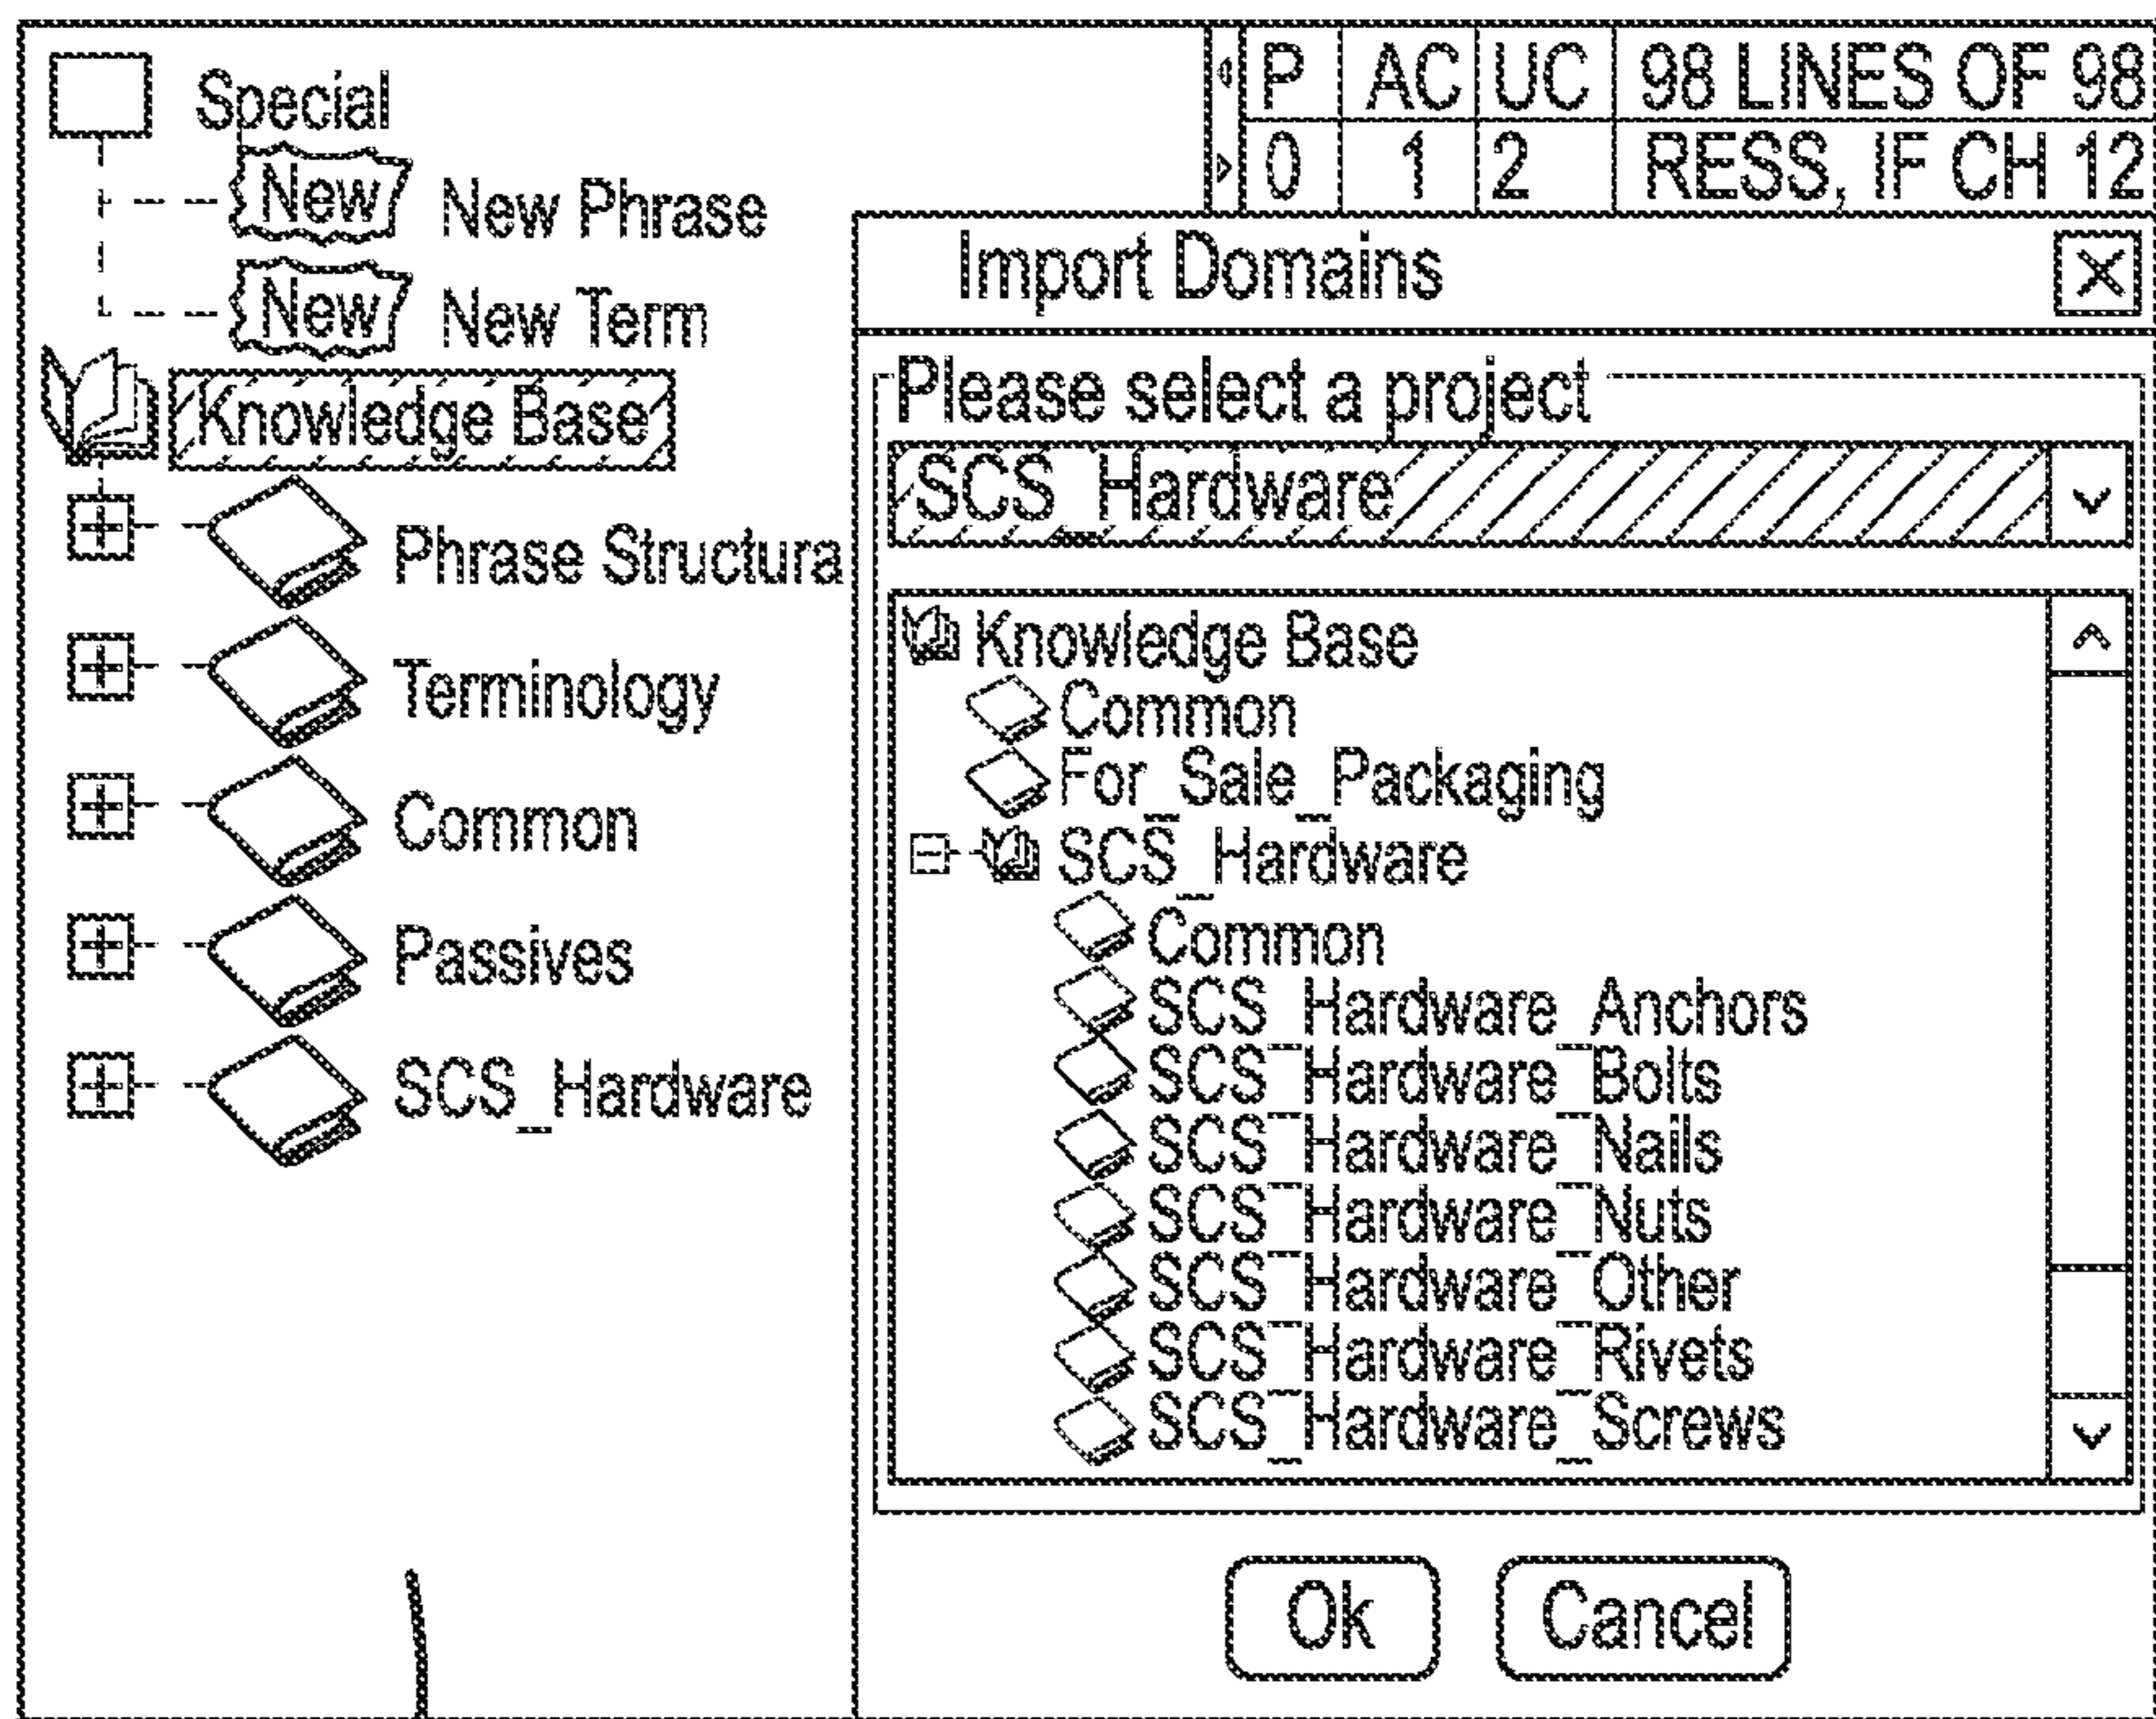 Special
New New Phrase
New New Term
Knowledge Base
Phrase Structura
Terminology
Common
Passives
SCS_Hardware
P AC UC 98 LINES OF 98
0 1 2 RESS, IF CH 12
Import Domains
Please select a project
SCS_Hardware
Knowledge Base
Common
For_Sale_Packaging
SCS_Hardware
Common
SCS_Hardware_Anchors
SCS_Hardware_Bolts
SCS_Hardware_Nails
SCS_Hardware_Nuts
SCS_Hardware_Other
SCS_Hardware_Rivets
SCS_Hardware_Screws
Ok Cancel